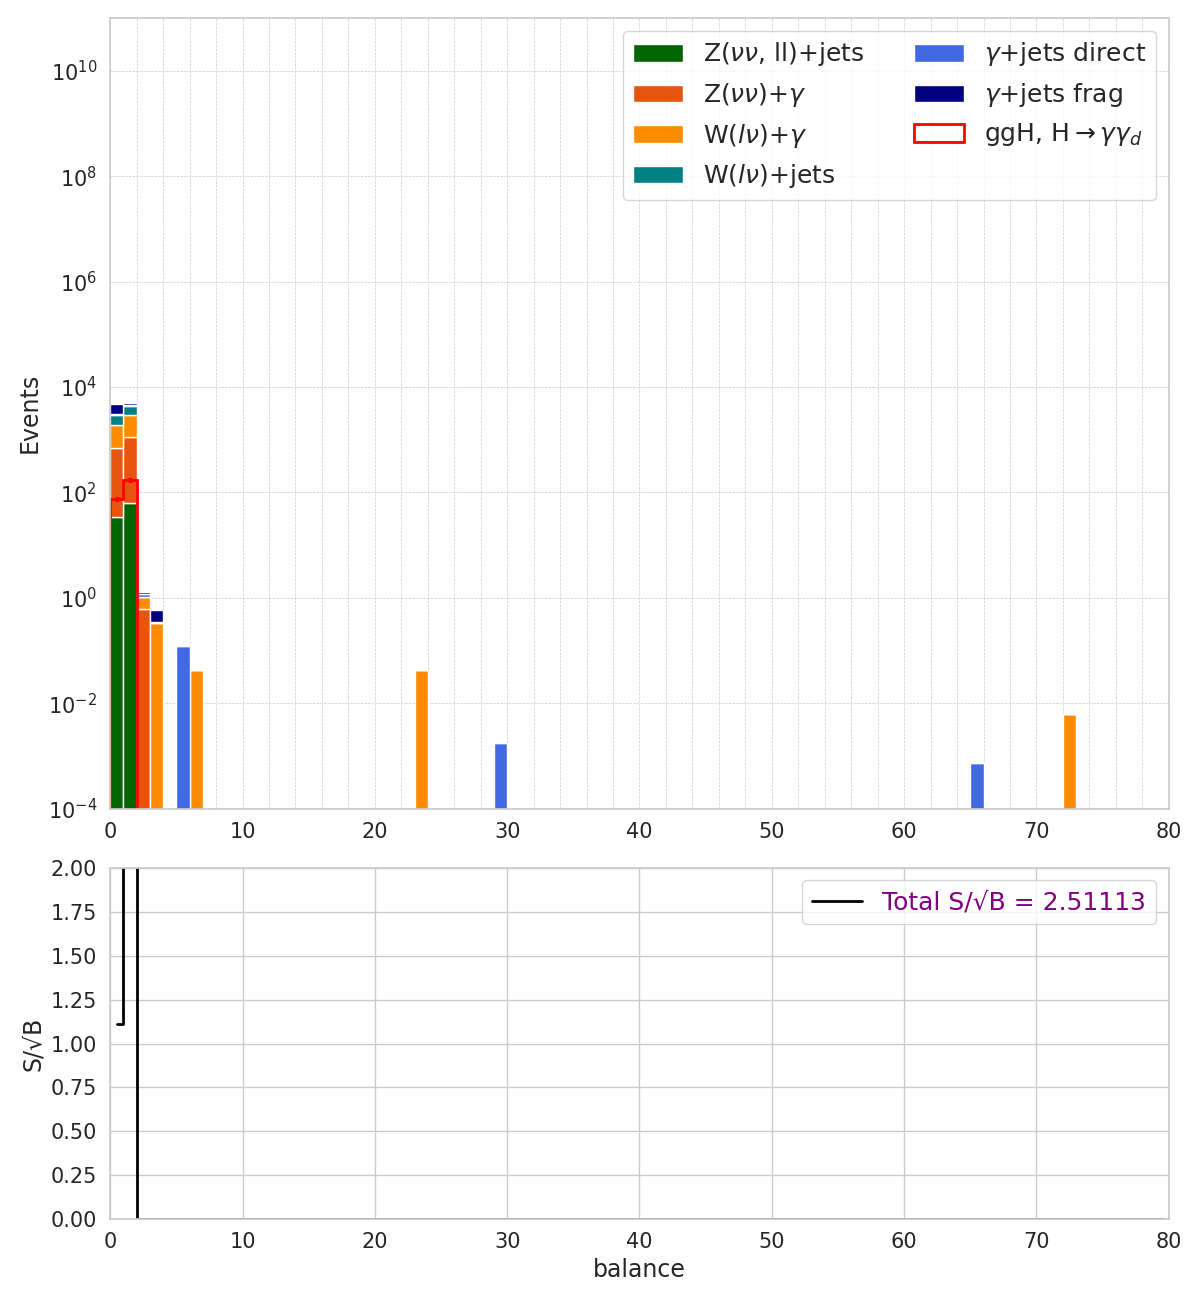 Z(νν, ll)+jets
Z(νν)+γ
W(lν)+γ
W(lν)+jets
γ+jets direct
γ+jets frag
ggH, H→γγ_d
Events
10^10
10^8
10^6
10^4
10^2
10^0
10^−2
10^−4
0 10 20 30 40 50 60 70 80
Total S/√B = 2.51113
S/√B
2.00
1.75
1.50
1.25
1.00
0.75
0.50
0.25
0.00
0 10 20 30 40 50 60 70 80
balance